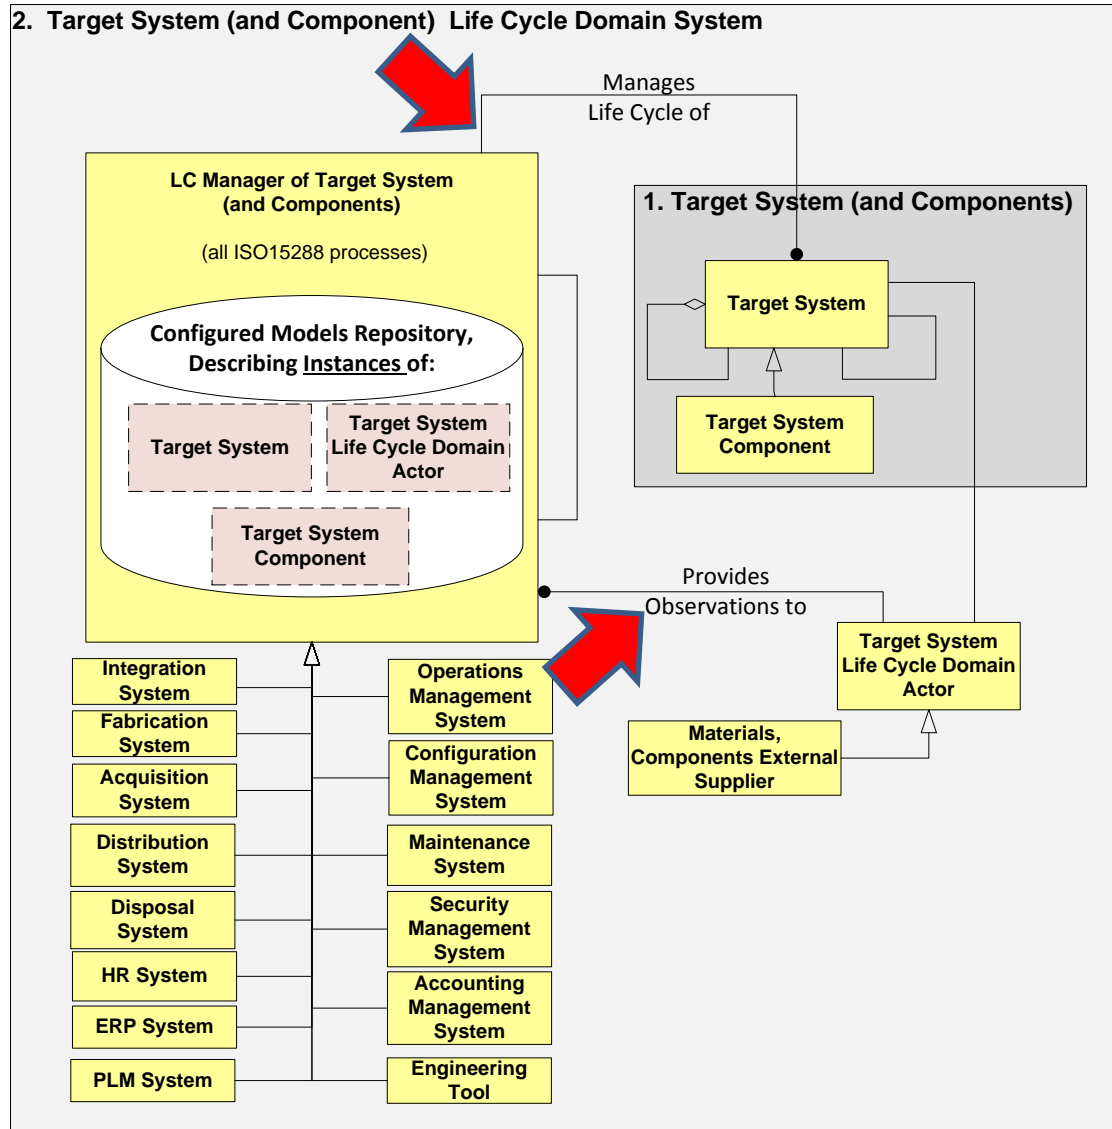 2. Target System (and Component) Life Cycle Domain System
Manages
Life Cycle of
LC Manager of Target System
(and Components)
(all ISO15288 processes)
Configured Models Repository,
Describing Instances of:
Target System
Target System
Life Cycle Domain
Actor
Target System
Component
1. Target System (and Components)
Target System
Target System
Component
Provides
Observations to
Target System
Life Cycle Domain
Actor
Materials,
Components External
Supplier
Integration
System
Fabrication
System
Acquisition
System
Distribution
System
Disposal
System
HR System
ERP System
PLM System
Operations
Management
System
Configuration
Management
System
Maintenance
System
Security
Management
System
Accounting
Management
System
Engineering
Tool